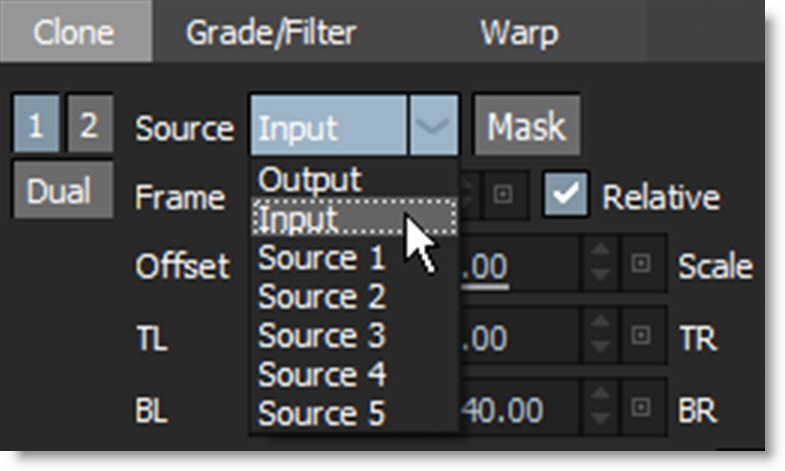 Clone Grade/Filter Warp
1 2 Source Input Mask
Dual Frame Relative
Output
Input
Offset .00 Scale
Source 1
Source 2
TL .00 TR
Source 3
Source 4
BL 40.00 BR
Source 5